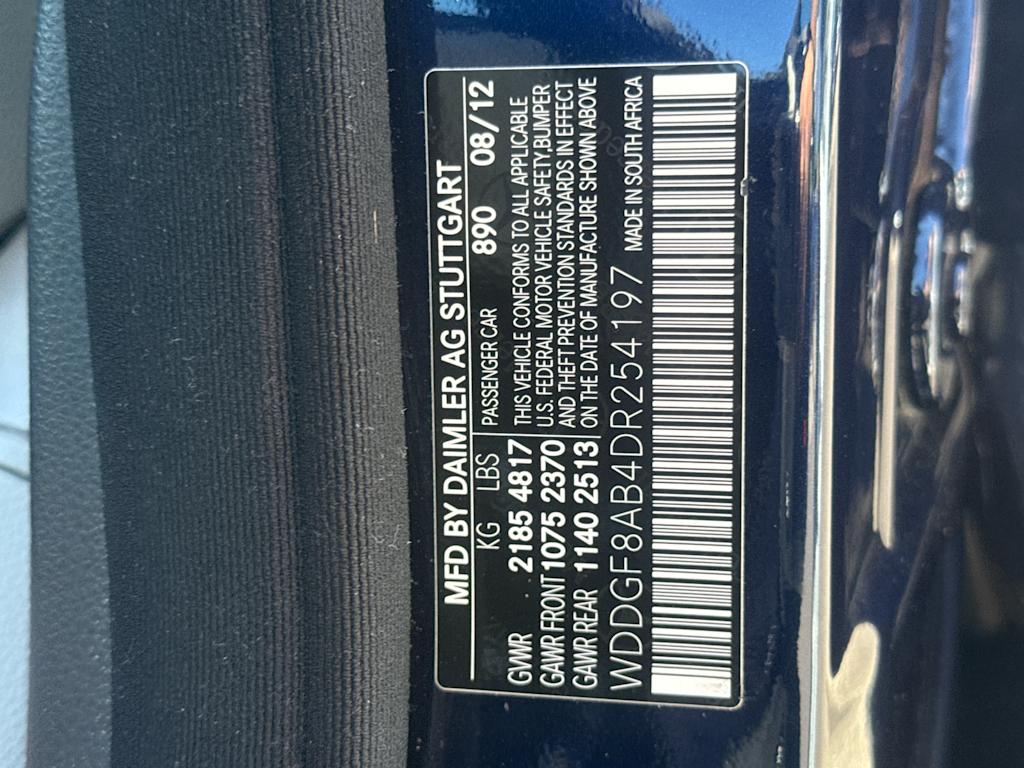 MFD BY DAIMLER AG STUTTGART
KG LBS PASSENGER CAR 890 08/12
GVWR 2185 4817
GAWR FRONT 1075 2370
GAWR REAR 1140 2513
THIS VEHICLE CONFORMS TO ALL APPLICABLE
U.S. FEDERAL MOTOR VEHICLE SAFETY,BUMPER
AND THEFT PREVENTION STANDARDS IN EFFECT
ON THE DATE OF MANUFACTURE SHOWN ABOVE
WDDGF8AB4DR254197 MADE IN SOUTH AFRICA